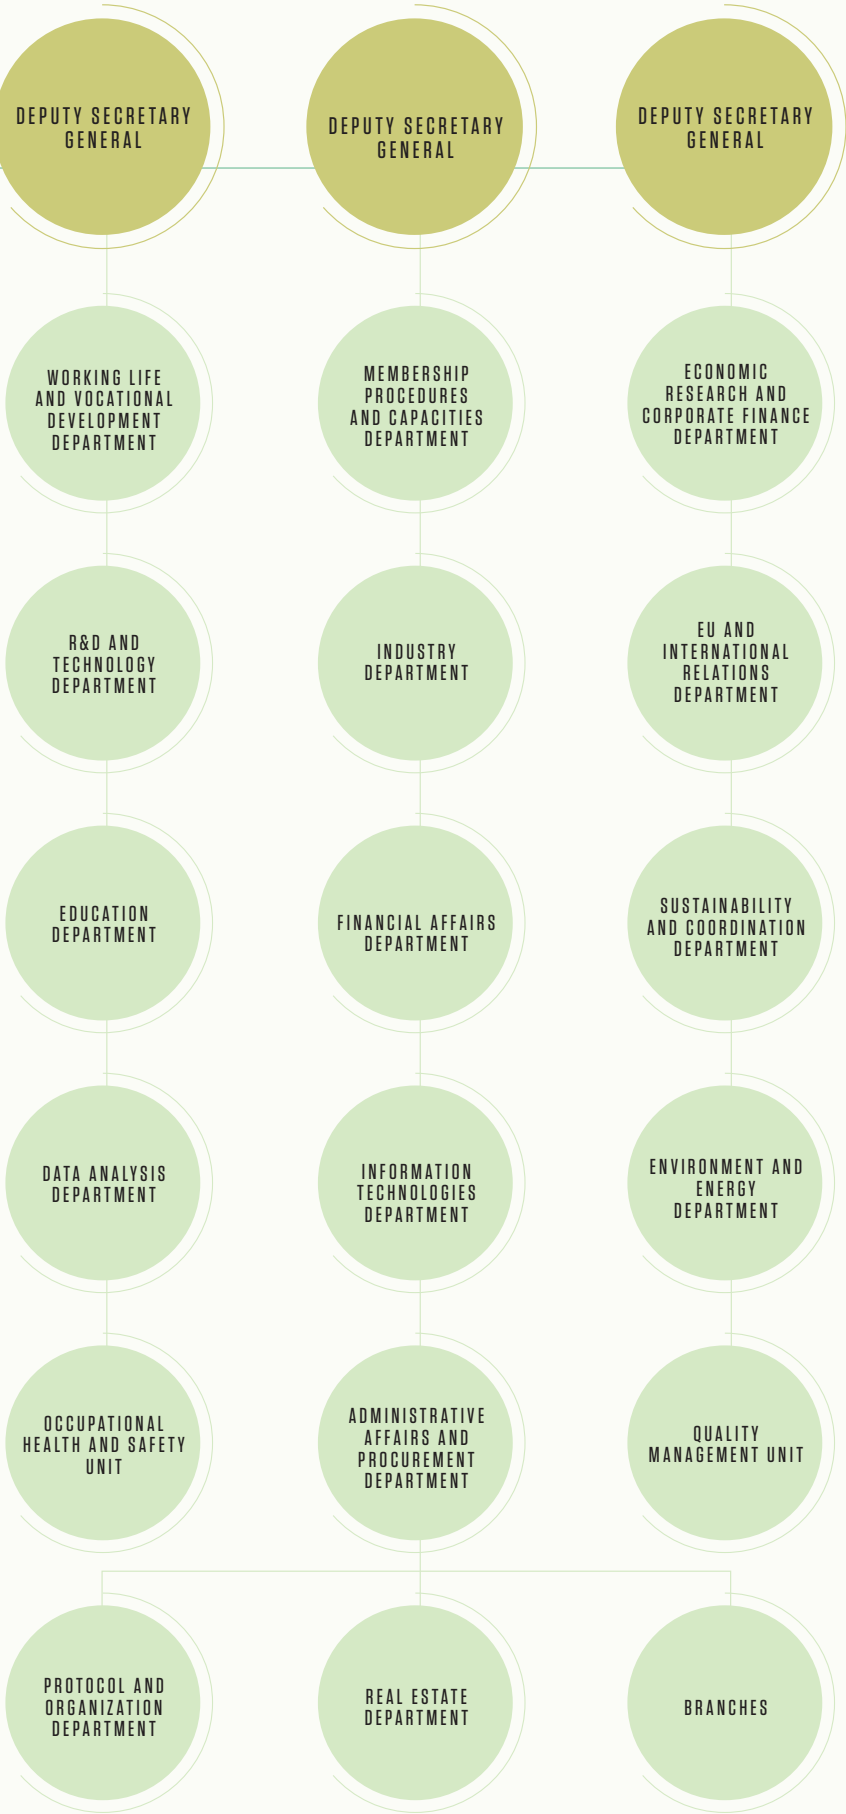 DEPUTY SECRETARY
GENERAL
DEPUTY SECRETARY
GENERAL
DEPUTY SECRETARY
GENERAL
WORKING LIFE
AND VOCATIONAL
DEVELOPMENT
DEPARTMENT
MEMBERSHIP
PROCEDURES
AND CAPACITIES
DEPARTMENT
ECONOMIC
RESEARCH AND
CORPORATE FINANCE
DEPARTMENT
R&D AND
TECHNOLOGY
DEPARTMENT
INDUSTRY
DEPARTMENT
EU AND
INTERNATIONAL
RELATIONS
DEPARTMENT
EDUCATION
DEPARTMENT
FINANCIAL AFFAIRS
DEPARTMENT
SUSTAINABILITY
AND COORDINATION
DEPARTMENT
DATA ANALYSIS
DEPARTMENT
INFORMATION
TECHNOLOGIES
DEPARTMENT
ENVIRONMENT AND
ENERGY
DEPARTMENT
OCCUPATIONAL
HEALTH AND SAFETY
UNIT
ADMINISTRATIVE
AFFAIRS AND
PROCUREMENT
DEPARTMENT
QUALITY
MANAGEMENT UNIT
PROTOCOL AND
ORGANIZATION
DEPARTMENT
REAL ESTATE
DEPARTMENT
BRANCHES